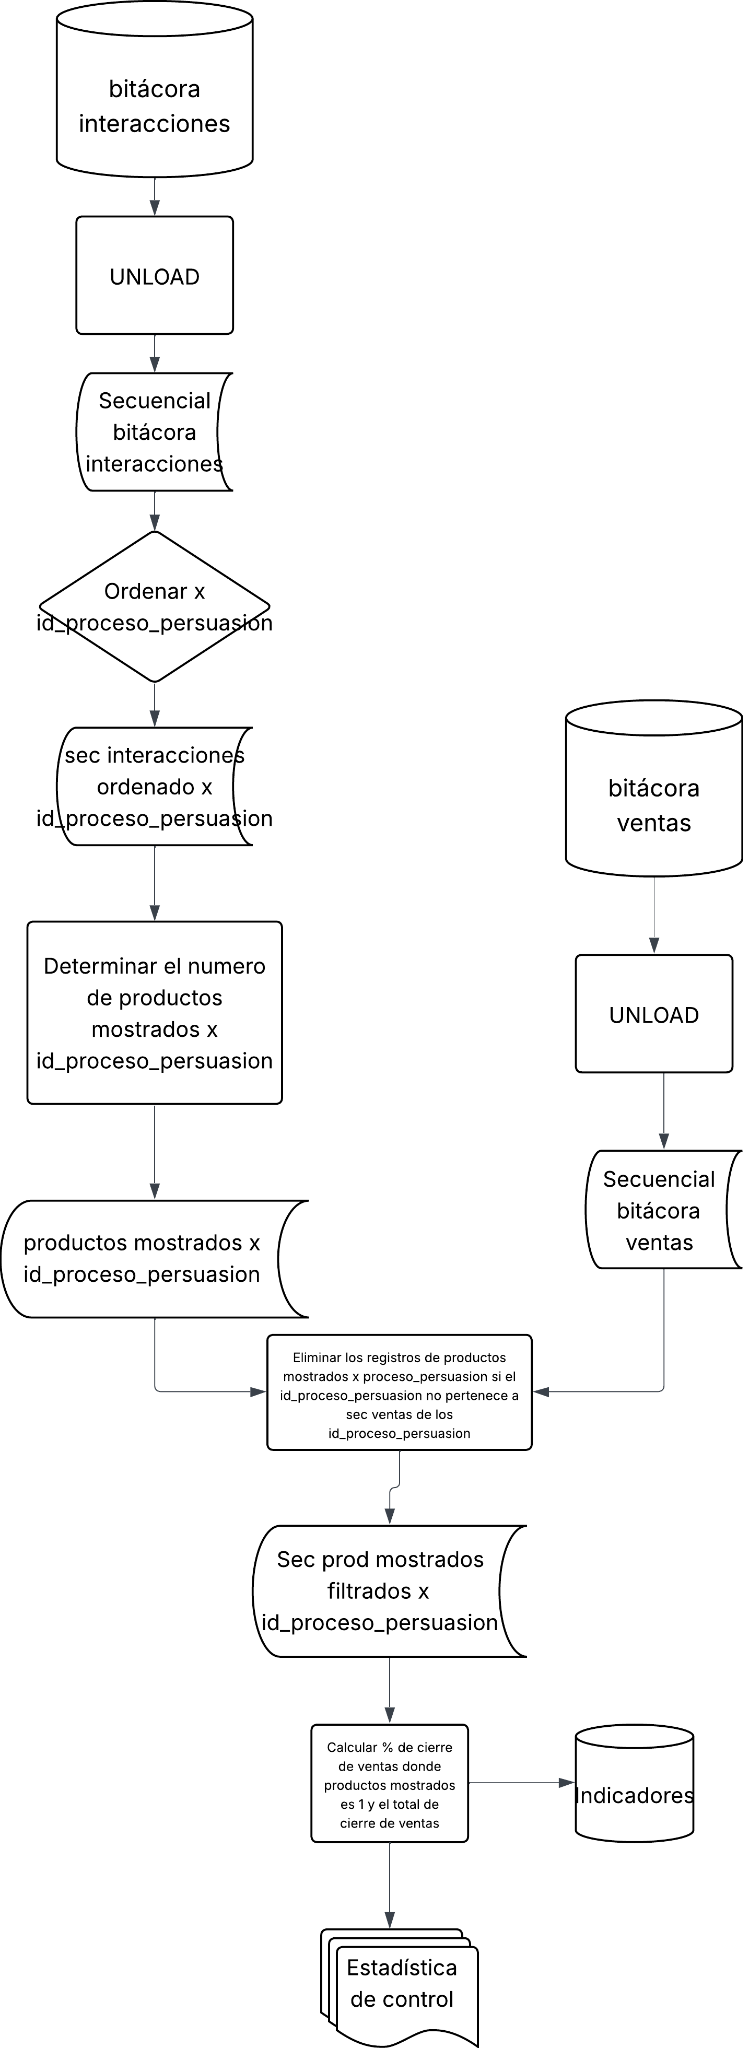 bitácora
interacciones
UNLOAD
Secuencial
bitácora
interacciones
Ordenar x
id_proceso_persuasion
sec interacciones
ordenado x
id_proceso_persuasion
bitácora
ventas
Determinar el numero
de productos
mostrados x
id_proceso_persuasion
UNLOAD
Secuencial
bitácora
ventas
productos mostrados x
id_proceso_persuasion
Eliminar los registros de productos
mostrados x proceso_persuasion si el
id_proceso_persuasion no pertenece a
sec ventas de los
id_proceso_persuasion
Sec prod mostrados
filtrados x
id_proceso_persuasion
Calcular % de cierre
de ventas donde
productos mostrados
es 1 y el total de
cierre de ventas
Indicadores
Estadística
de control